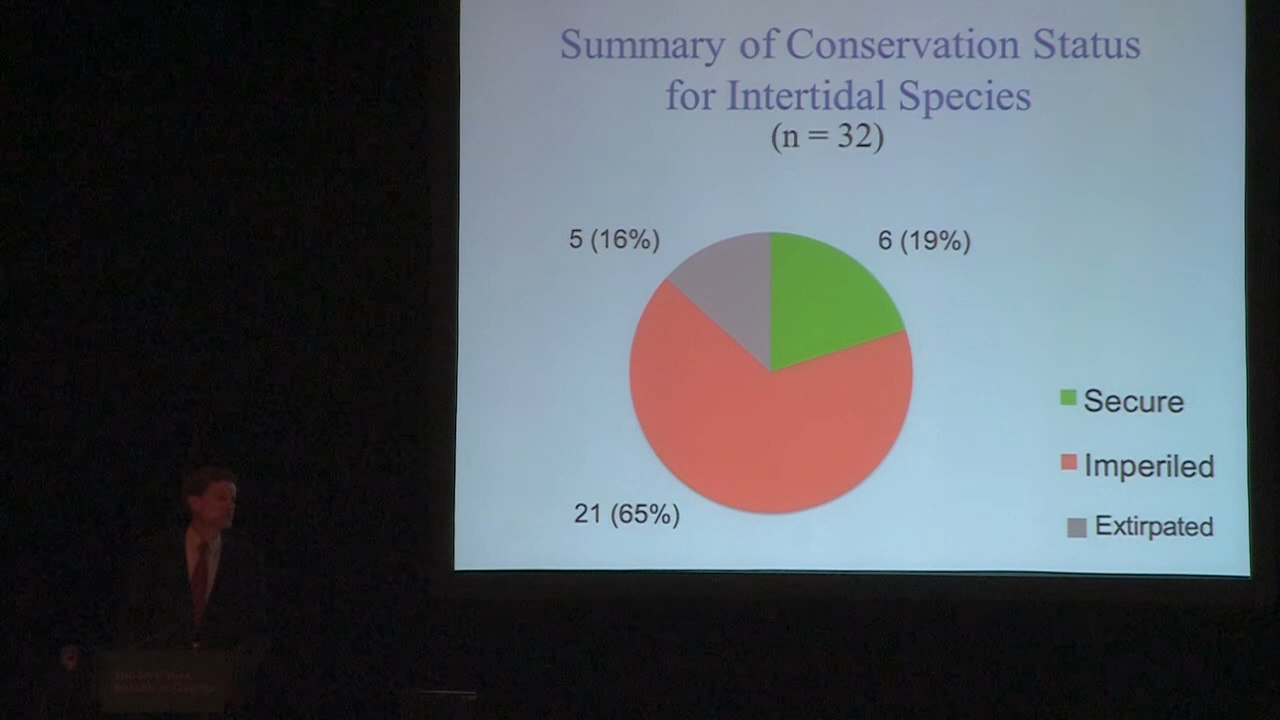 Summary of Conservation Status
for Intertidal Species
(n = 32)
5 (16%)
6 (19%)
21 (65%)
Secure
Imperiled
Extirpated